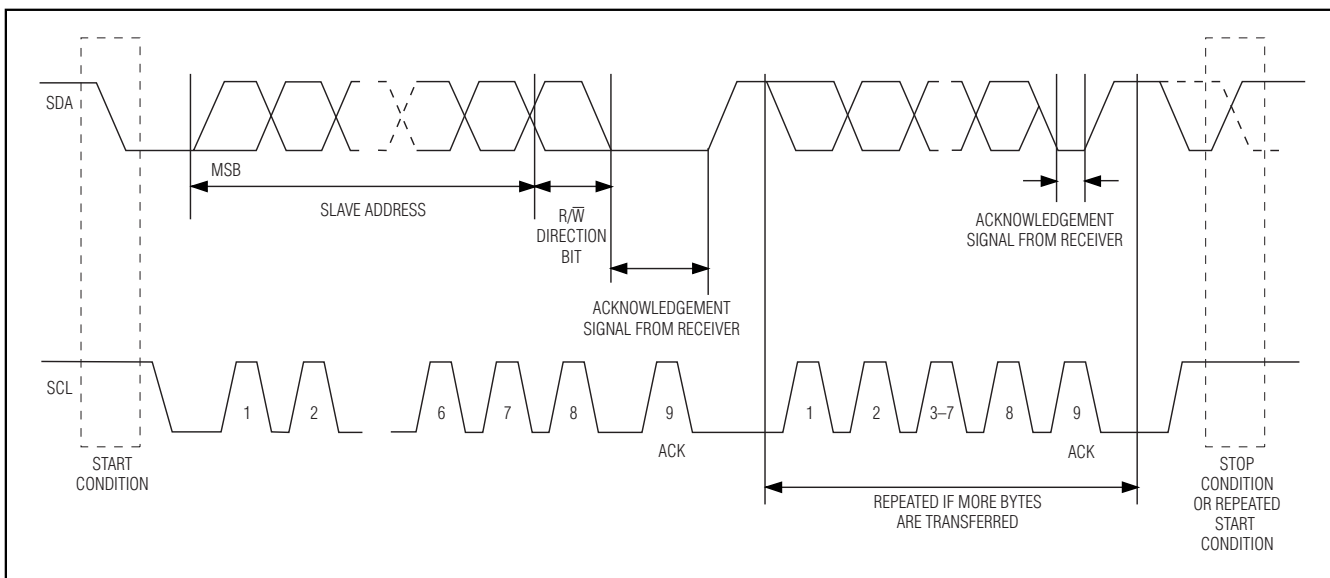 SDA
MSB
SLAVE ADDRESS
R/W̅
DIRECTION
BIT
ACKNOWLEDGEMENT
SIGNAL FROM RECEIVER
ACKNOWLEDGEMENT
SIGNAL FROM RECEIVER
SCL
1 2 6 7 8 9 1 2 3–7 8 9
ACK ACK
START
CONDITION
REPEATED IF MORE BYTES
ARE TRANSFERRED
STOP
CONDITION
OR REPEATED
START
CONDITION